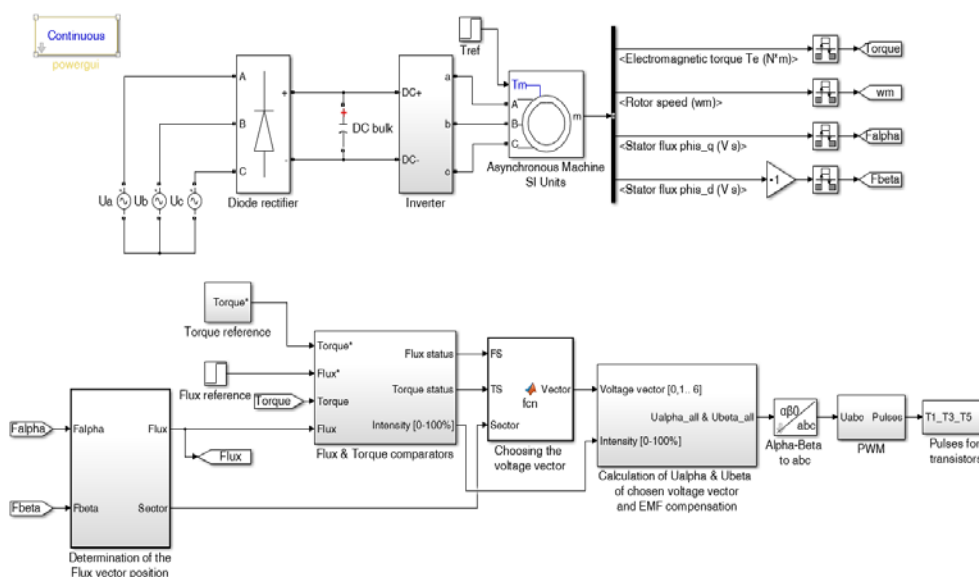 Continuous
powergui
A
B
C
+
-
Diode rectifier
Ua
Ub
Uc
+
DC bulk
DC+
DC-
a
b
c
Inverter
Tref
Tm
A
B
C
m
Asynchronous Machine
SI Units
<Electromagnetic torque Te (N*m)>
<Rotor speed (wm)>
<Stator flux phis_q (V s)>
<Stator flux phis_d (V s)>
-1
Torque
wm
Falpha
Fbeta
Torque*
Torque reference
Flux reference
Torque
Falpha
Fbeta
Falpha
Fbeta
Flux
Sector
Determination of the
Flux vector position
Flux
Torque*
Flux*
Torque
Flux
Flux status
Torque status
Intensity [0-100%]
Flux & Torque comparators
FS
TS
Sector
fcn
Vector
Choosing the
voltage vector
Voltage vector [0,1.. 6]
Ualpha_all & Ubeta_all
Intensity [0-100%]
Calculation of Ualpha & Ubeta
of chosen voltage vector
and EMF compensation
αβ0
abc
Alpha-Beta
to abc
Uabc
Pulses
PWM
T1_T3_T5
Pulses for
transistors